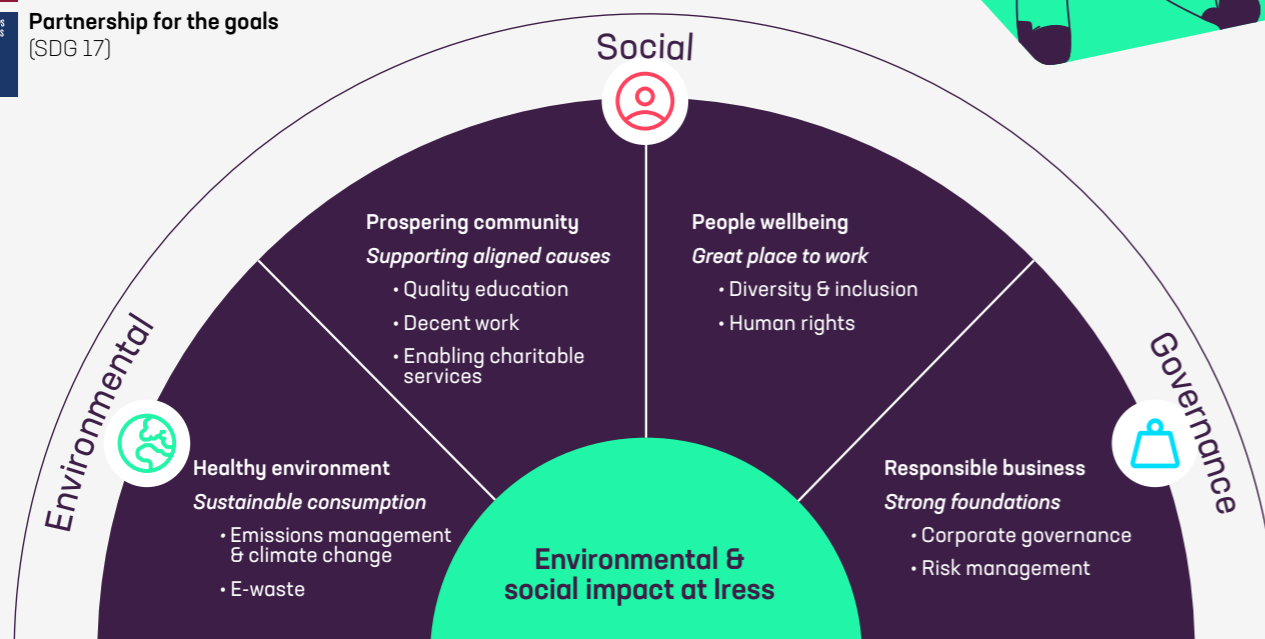 Partnership for the goals
(SDG 17)
Social
Environmental
Governance
Prospering community
Supporting aligned causes
• Quality education
• Decent work
• Enabling charitable
services
People wellbeing
Great place to work
• Diversity & inclusion
• Human rights
Healthy environment
Sustainable consumption
• Emissions management
& climate change
• E-waste
Responsible business
Strong foundations
• Corporate governance
• Risk management
Environmental &
social impact at Iress